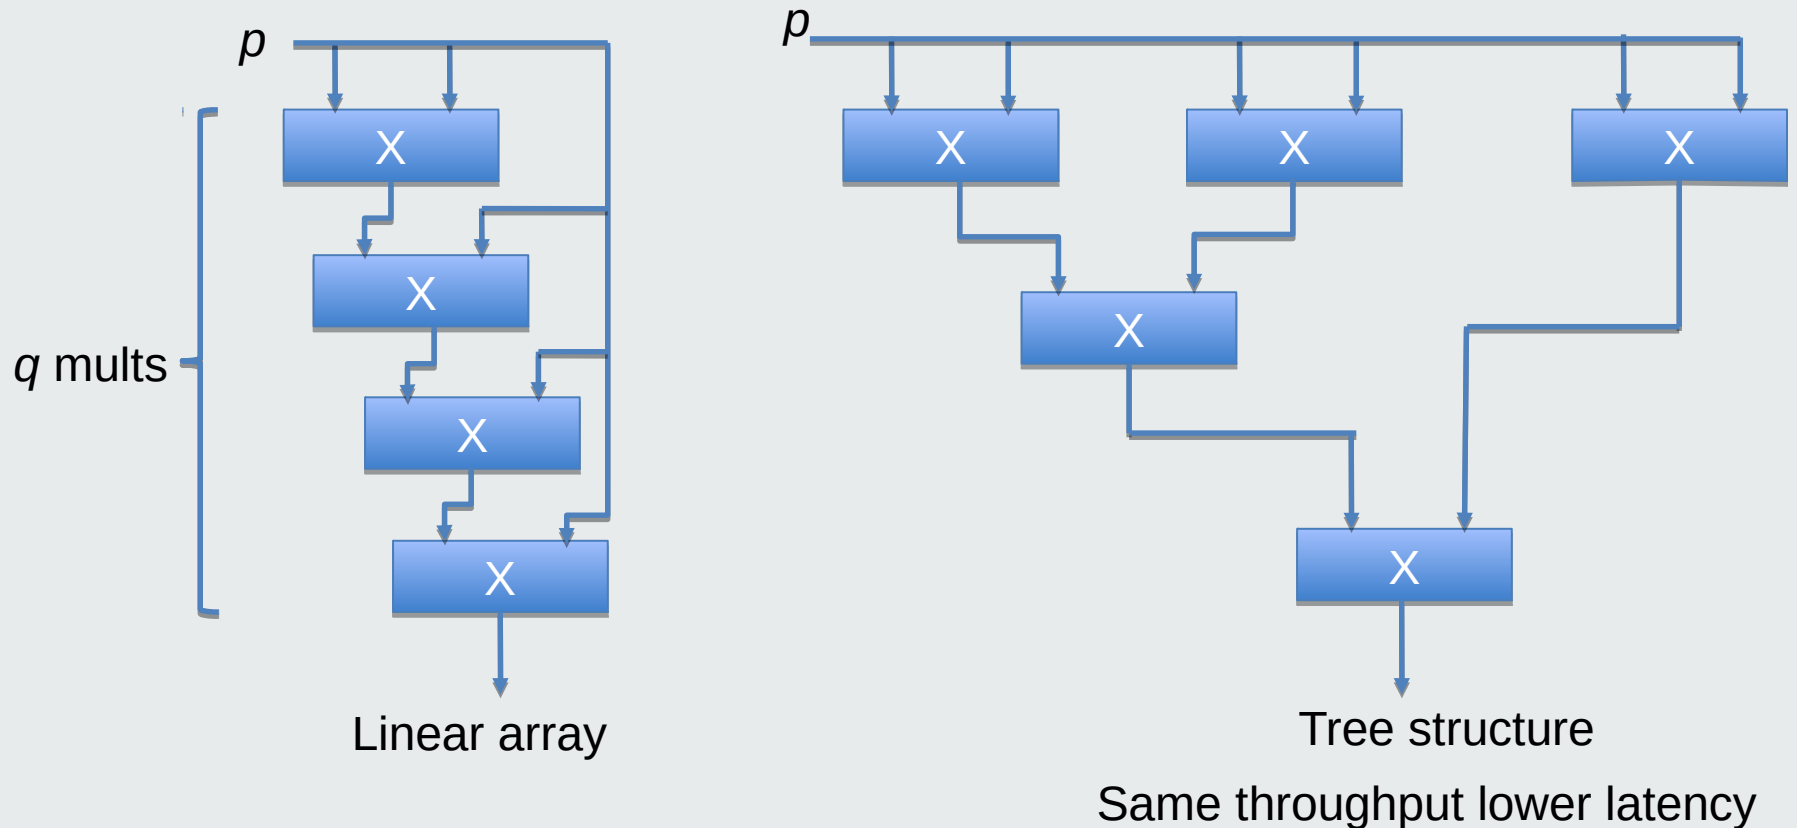 p
X
X
X
X
q mults
Linear array
p
X
X
X
X
X
Tree structure
Same throughput lower latency